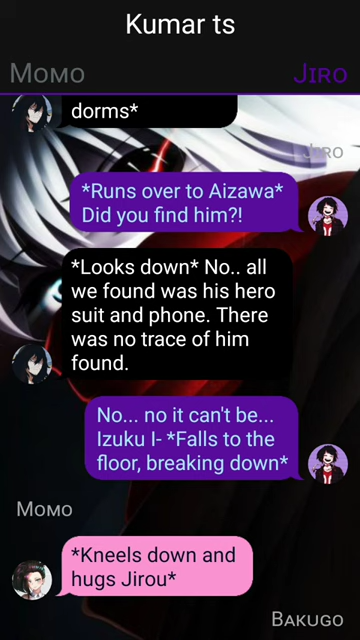 Kumar ts
Momo
Jiro
dorms*
Jiro
*Runs over to Aizawa*
Did you find him?!
*Looks down* No.. all
we found was his hero
suit and phone. There
was no trace of him
found.
No... no it can't be...
Izuku I- *Falls to the
floor, breaking down*
Momo
*Kneels down and
hugs Jirou*
Bakugo